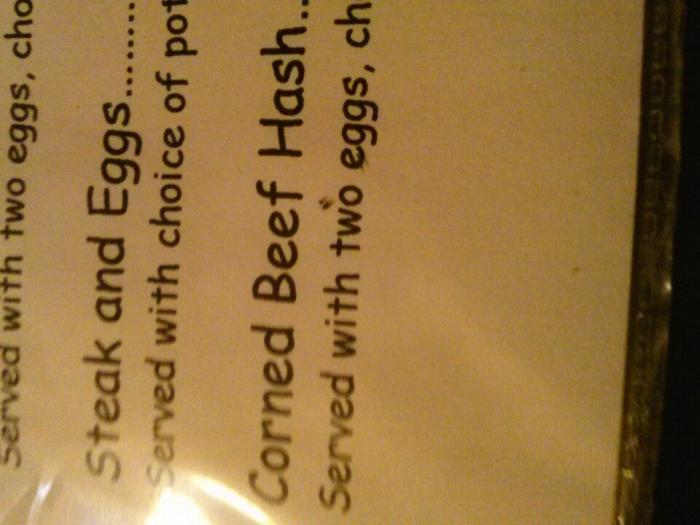 Served with two eggs, cho
Steak and Eggs........
Served with choice of pot
Corned Beef Hash..
Served with two eggs, ch